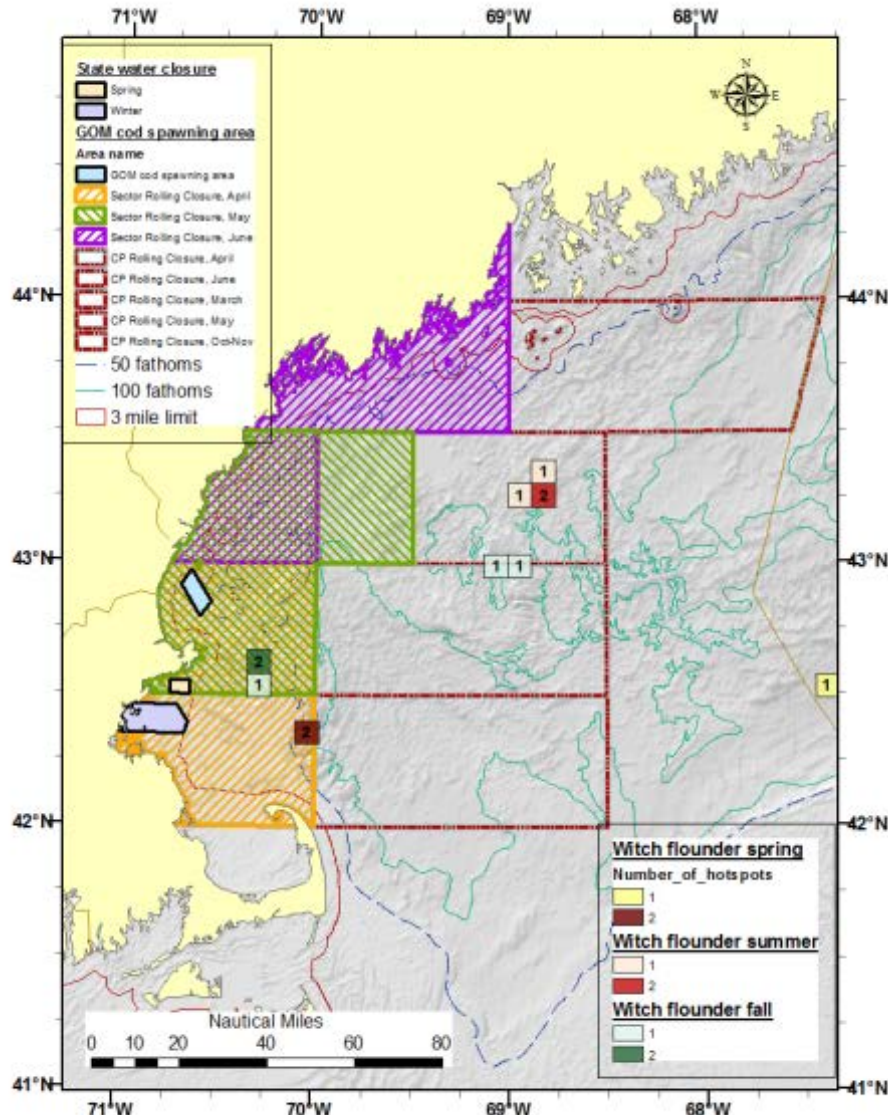 71°W 70°W 69°W 68°W
State water closure
Spring
Winter
GOM cod spawning area
Area name
GOM cod spawning area
Sector Rolling Closure, April
Sector Rolling Closure, May
Sector Rolling Closure, June
CP Rolling Closure, April
CP Rolling Closure, June
CP Rolling Closure, March
CP Rolling Closure, May
CP Rolling Closure, Oct-Nov
50 fathoms
100 fathoms
3 mile limit
N
W E
S
44°N 44°N
1
1 2
43°N 43°N
1 1
2
1
1
2
42°N 42°N
Witch flounder spring
Number_of_hotspots
1
2
Witch flounder summer
1
2
Witch flounder fall
1
2
Nautical Miles
0 10 20 40 60 80
41°N 41°N
71°W 70°W 69°W 68°W